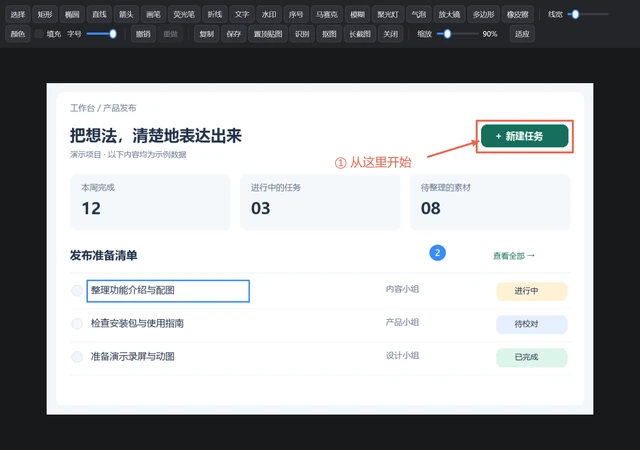 选择 矩形 椭圆 直线 箭头 画笔 荧光笔 折线 文字 水印 序号 马赛克 模糊 聚光灯 气泡 放大镜 多边形 橡皮擦 线宽
颜色 填充 字号 撤销 重做 复制 保存 置顶贴图 识别 抠图 长截图 关闭 缩放 90% 适应
工作台 / 产品发布
把想法，清楚地表达出来
+ 新建任务
演示项目 · 以下内容均为示例数据
① 从这里开始
本周完成 进行中的任务 待整理的素材
12 03 08
发布准备清单 2 查看全部 →
整理功能介绍与配图 内容小组 进行中
检查安装包与使用指南 产品小组 待校对
准备演示录屏与动图 设计小组 已完成